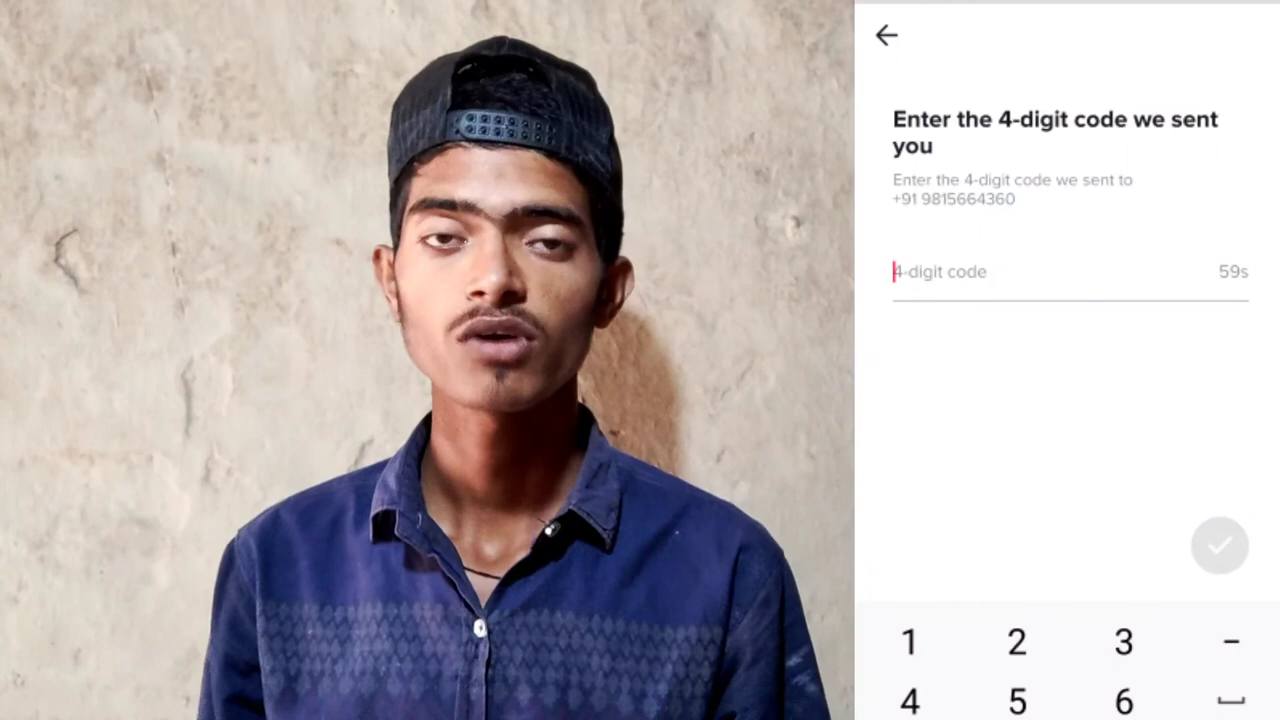 Enter the 4-digit code we sent
you
Enter the 4-digit code we sent to
+91 9815664360
4-digit code 59s
1 2 3 -
4 5 6